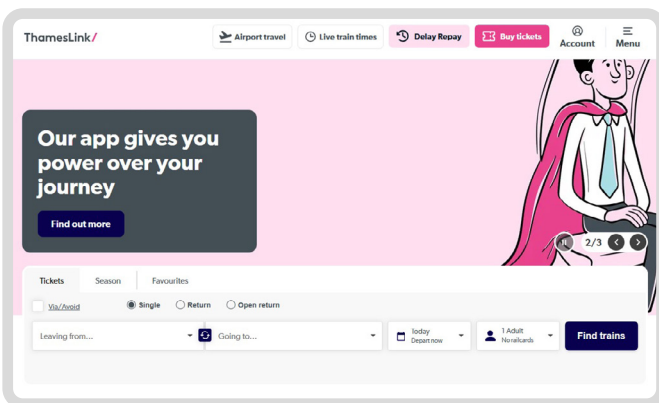 ThamesLink/
Airport travel
Live train times
Delay Repay
Buy tickets
Account
Menu
Our app gives you
power over your
journey
Find out more
2/3
Tickets
Season
Favourites
Via/Avoid
Single
Return
Open return
Leaving from...
Going to...
Today
Depart now
1 Adult
No railcards
Find trains